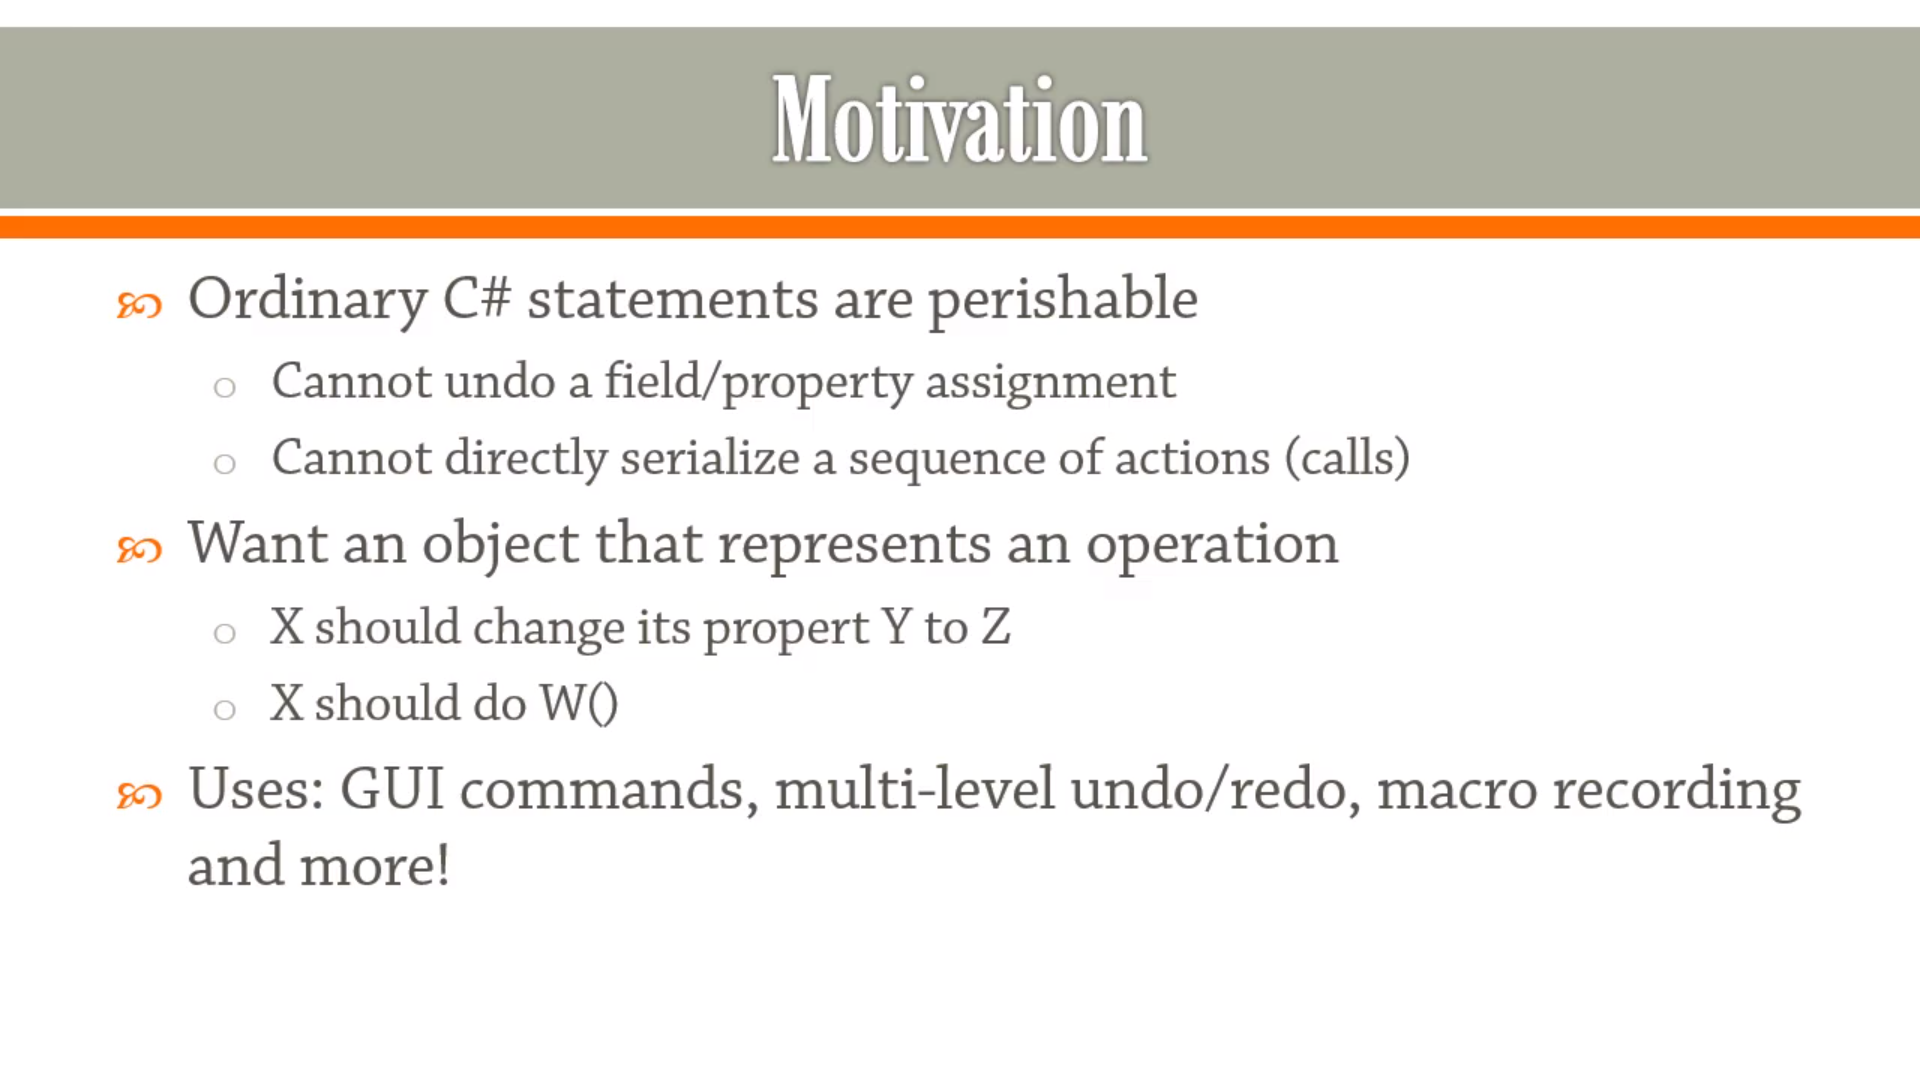 Motivation
Ordinary C# statements are perishable
Cannot undo a field/property assignment
Cannot directly serialize a sequence of actions (calls)
Want an object that represents an operation
X should change its propert Y to Z
X should do W()
Uses: GUI commands, multi-level undo/redo, macro recording
and more!